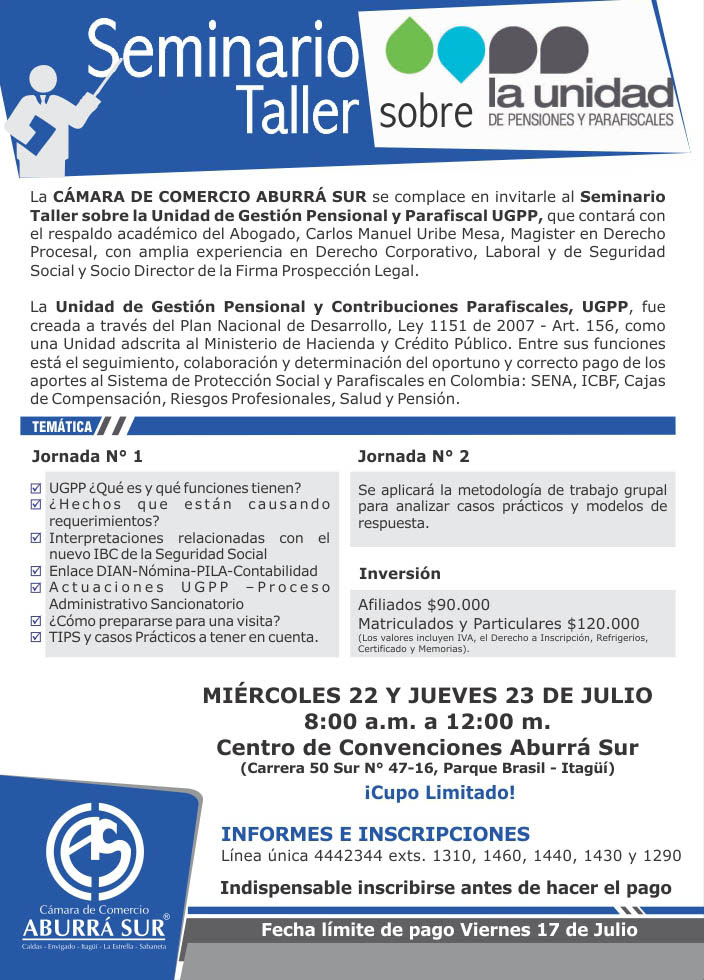 Seminario
Taller sobre
la unidad
DE PENSIONES Y PARAFISCALES
La CÁMARA DE COMERCIO ABURRÁ SUR se complace en invitarle al Seminario
Taller sobre la Unidad de Gestión Pensional y Parafiscal UGPP, que contará con
el respaldo académico del Abogado, Carlos Manuel Uribe Mesa, Magister en Derecho
Procesal, con amplia experiencia en Derecho Corporativo, Laboral y de Seguridad
Social y Socio Director de la Firma Prospección Legal.
La Unidad de Gestión Pensional y Contribuciones Parafiscales, UGPP, fue
creada a través del Plan Nacional de Desarrollo, Ley 1151 de 2007 - Art. 156, como
una Unidad adscrita al Ministerio de Hacienda y Crédito Público. Entre sus funciones
está el seguimiento, colaboración y determinación del oportuno y correcto pago de los
aportes al Sistema de Protección Social y Parafiscales en Colombia: SENA, ICBF, Cajas
de Compensación, Riesgos Profesionales, Salud y Pensión.
TEMÁTICA
Jornada N° 1
UGPP ¿Qué es y qué funciones tienen?
¿Hechos que están causando
requerimientos?
Interpretaciones relacionadas con el
nuevo IBC de la Seguridad Social
Enlace DIAN-Nómina-PILA-Contabilidad
Actuaciones UGPP –Proceso
Administrativo Sancionatorio
¿Cómo prepararse para una visita?
TIPS y casos Prácticos a tener en cuenta.
Jornada N° 2
Se aplicará la metodología de trabajo grupal
para analizar casos prácticos y modelos de
respuesta.
Inversión
Afiliados $90.000
Matriculados y Particulares $120.000
(Los valores incluyen IVA, el Derecho a Inscripción, Refrigerios,
Certificado y Memorias).
MIÉRCOLES 22 Y JUEVES 23 DE JULIO
8:00 a.m. a 12:00 m.
Centro de Convenciones Aburrá Sur
(Carrera 50 Sur N° 47-16, Parque Brasil - Itagüí)
¡Cupo Limitado!
INFORMES E INSCRIPCIONES
Línea única 4442344 exts. 1310, 1460, 1440, 1430 y 1290
Indispensable inscribirse antes de hacer el pago
Fecha límite de pago Viernes 17 de Julio
Cámara de Comercio
ABURRÁ SUR®
Caldas - Envigado - Itagüí - La Estrella - Sabaneta